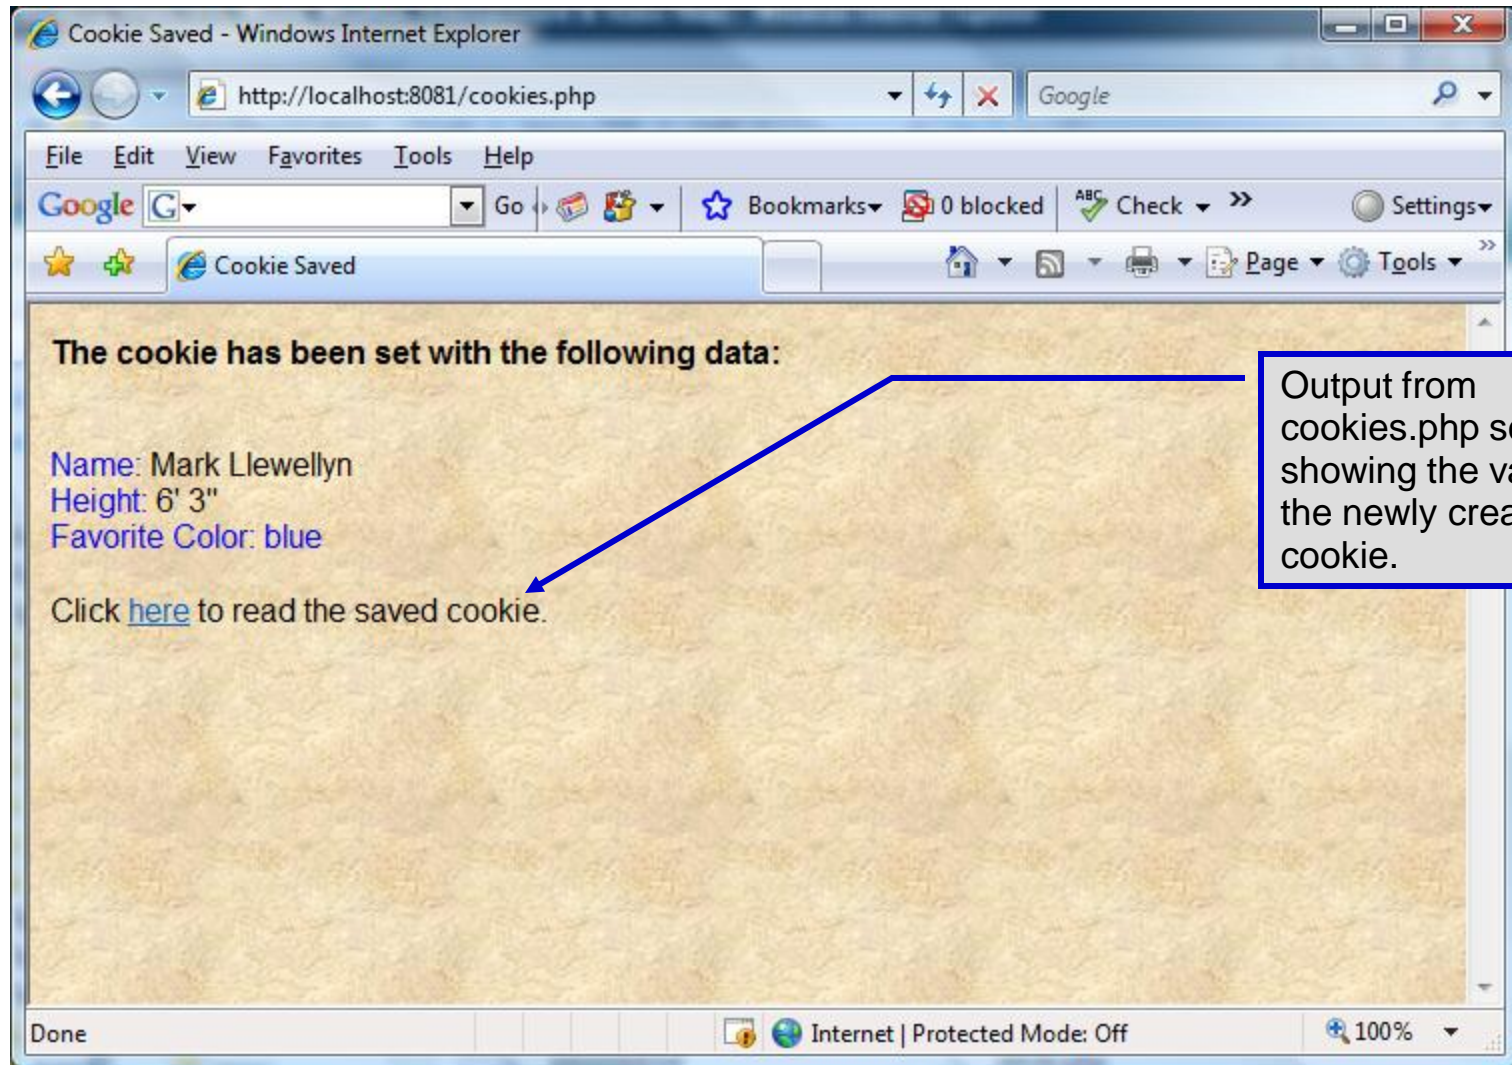 Cookie Saved - Windows Internet Explorer
http://localhost:8081/cookies.php
Google
File Edit View Favorites Tools Help
Google G Go Bookmarks 0 blocked ABC Check » Settings
Cookie Saved Page Tools »
The cookie has been set with the following data:
Name: Mark Llewellyn
Height: 6' 3"
Favorite Color: blue
Click here to read the saved cookie.
Output from
cookies.php
showing the
the newly
cookie.
Done Internet | Protected Mode: Off 100%